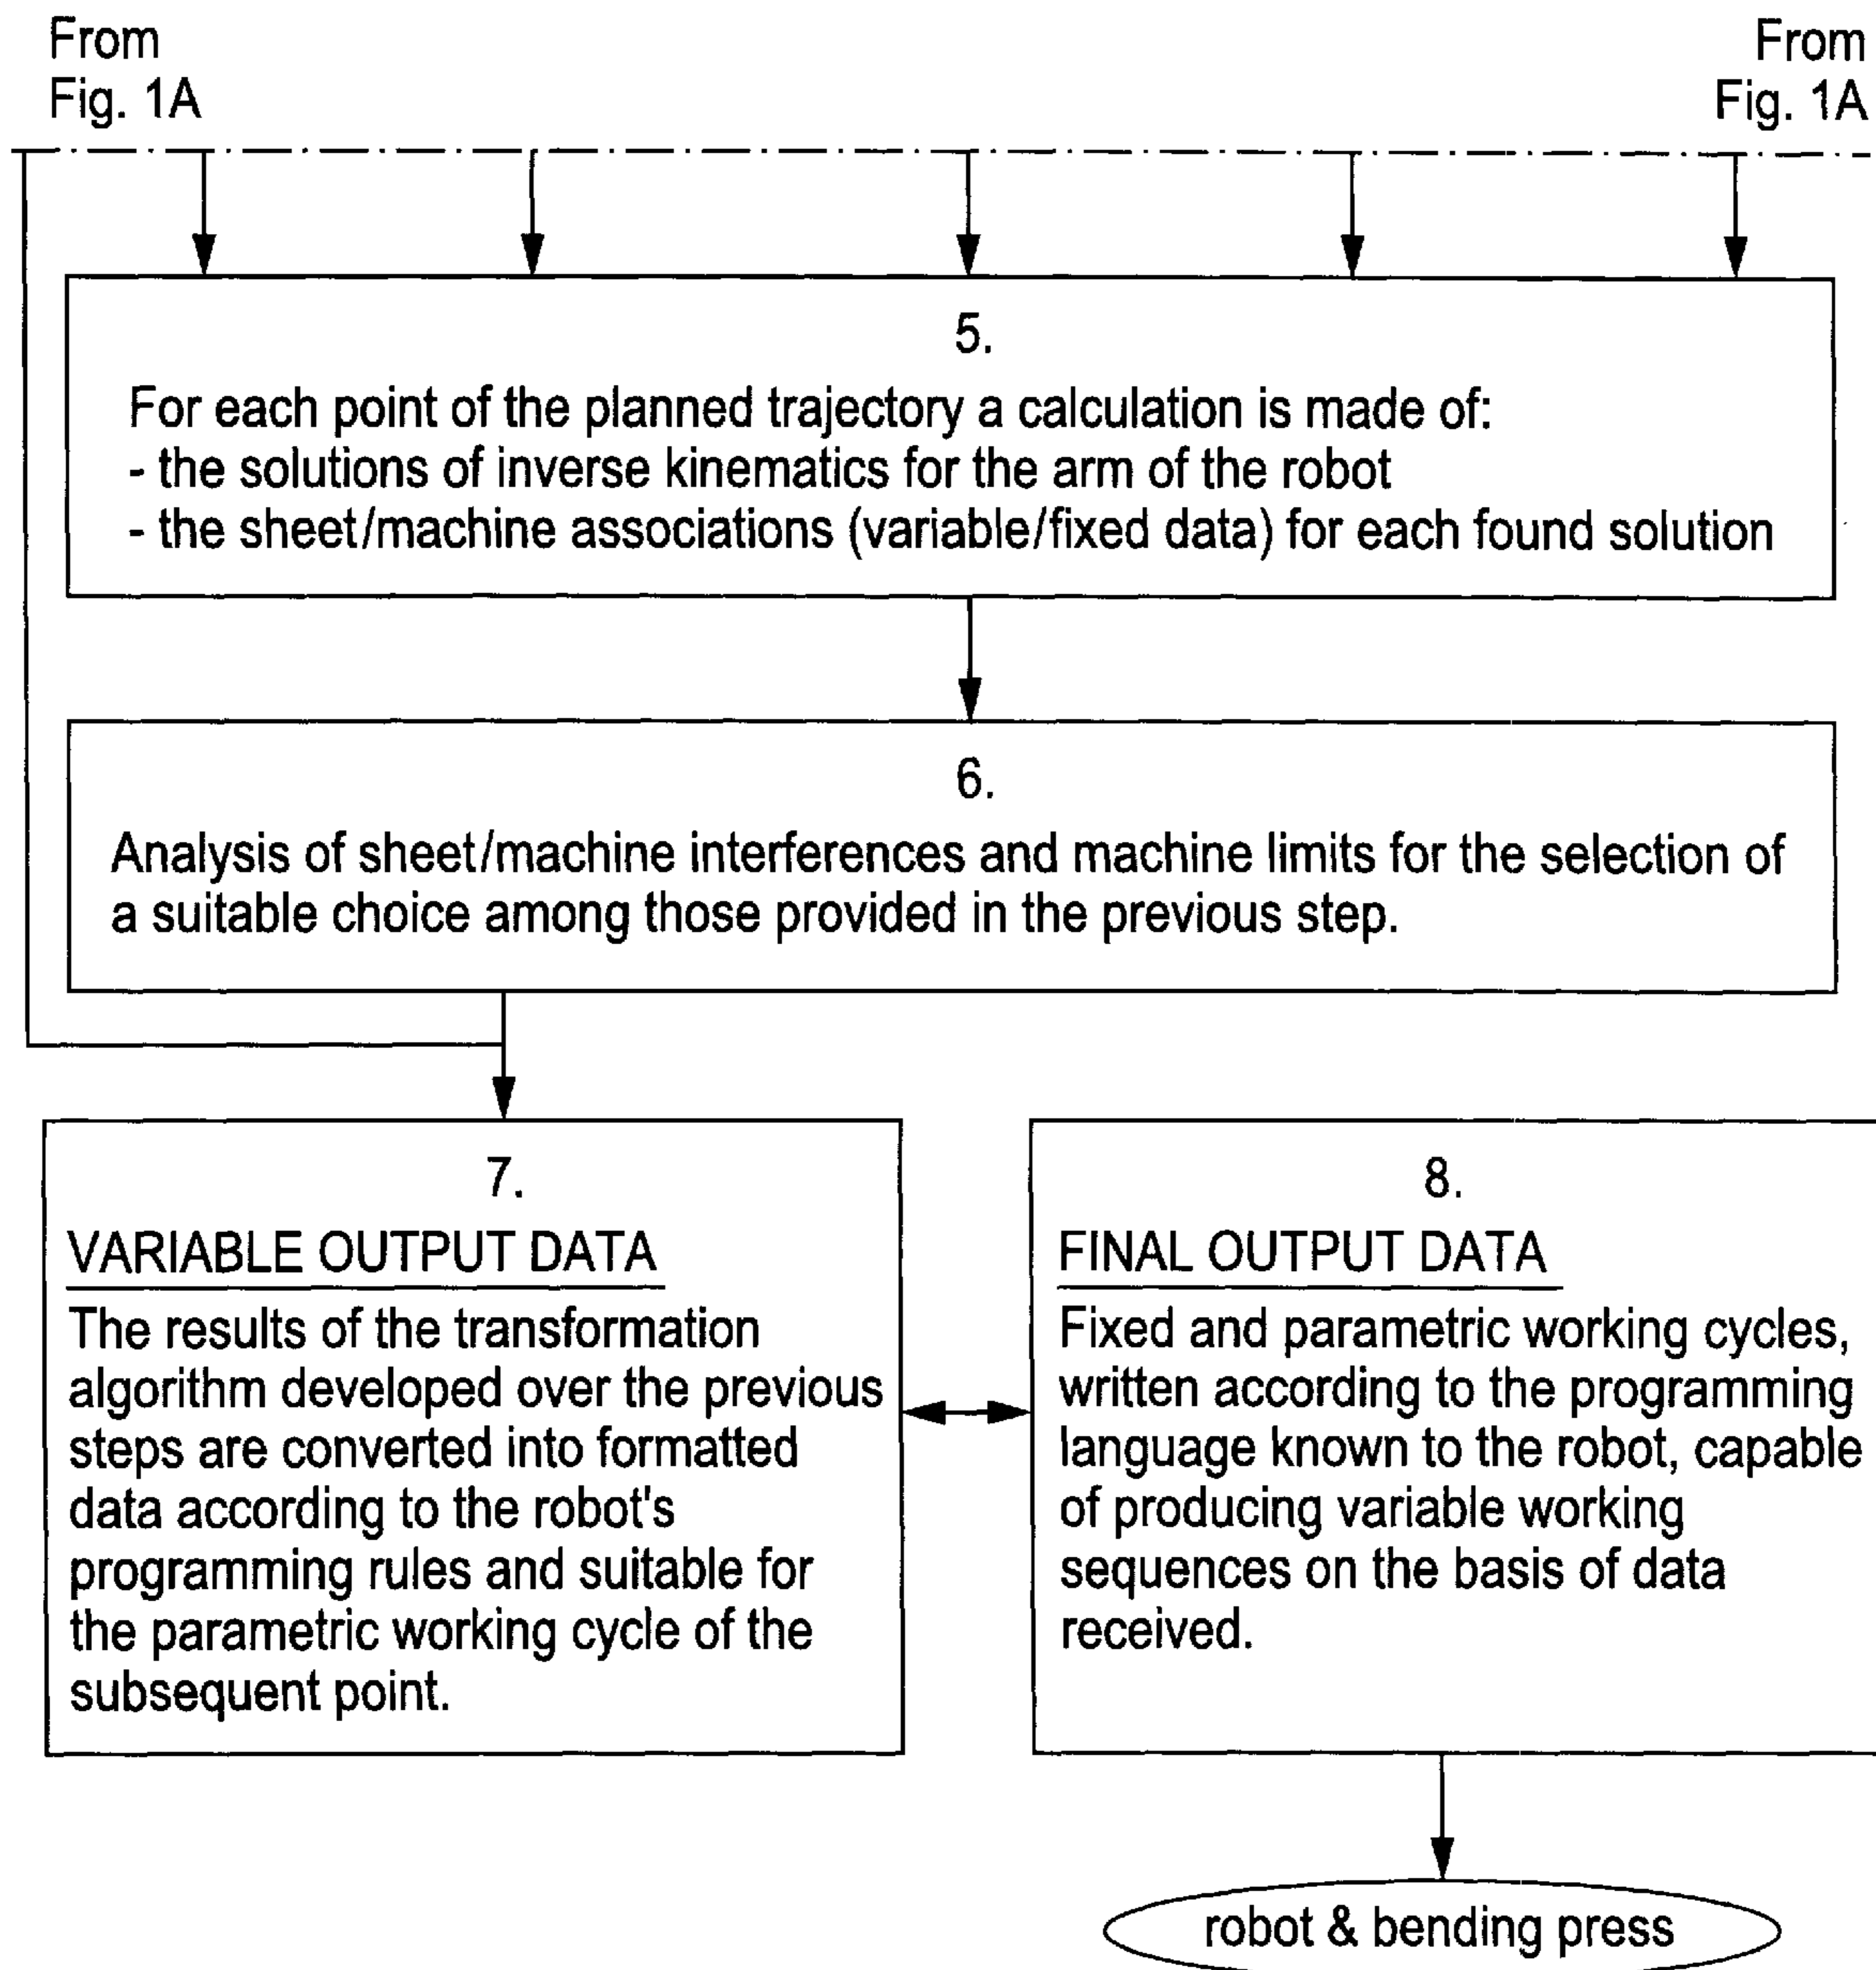 From
Fig. 1A
From
Fig. 1A
5.
For each point of the planned trajectory a calculation is made of:
- the solutions of inverse kinematics for the arm of the robot
- the sheet/machine associations (variable/fixed data) for each found solution
6.
Analysis of sheet/machine interferences and machine limits for the selection of
a suitable choice among those provided in the previous step.
7.
VARIABLE OUTPUT DATA
The results of the transformation
algorithm developed over the previous
steps are converted into formatted
data according to the robot's
programming rules and suitable for
the parametric working cycle of the
subsequent point.
8.
FINAL OUTPUT DATA
Fixed and parametric working cycles,
written according to the programming
language known to the robot, capable
of producing variable working
sequences on the basis of data
received.
robot & bending press